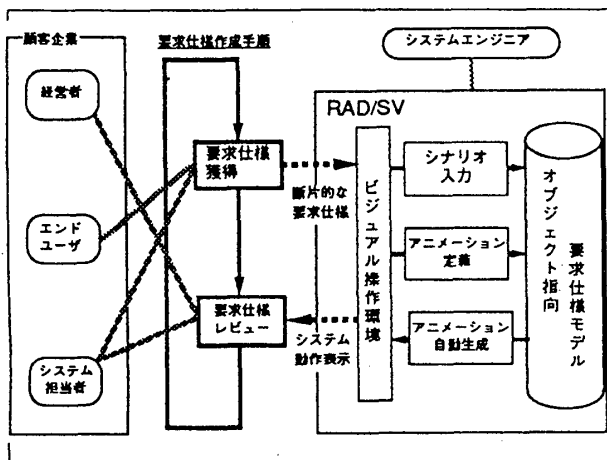 顧客企業
経営者
エンド
ユーザ
システム
担当者
要求仕様作成手順
要求仕様
獲得
要求仕様
レビュー
断片的な
要求仕様
システム
動作表示
システムエンジニア
RAD/SV
ビジュアル操作環境
シナリオ
入力
アニメーション
定義
アニメーション
自動生成
オブジェクト指向
要求仕様モデル